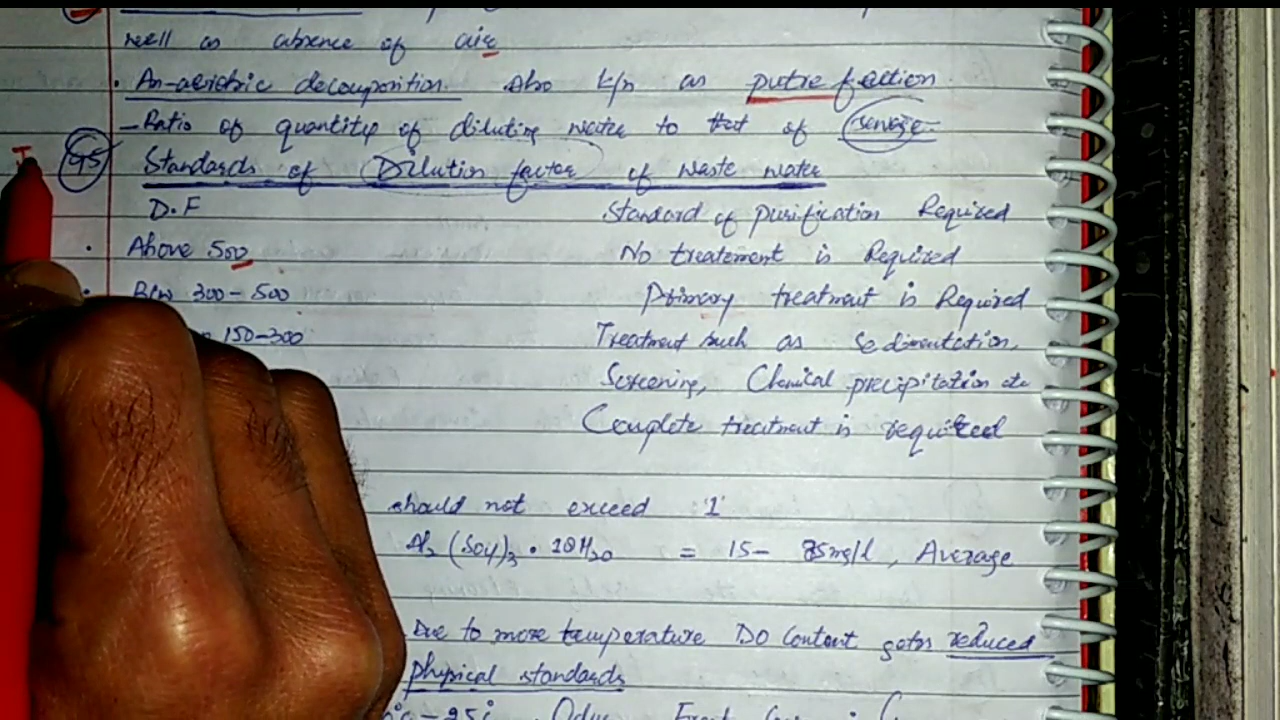 well as absence of air
· An-aerobic decomposition. Also k/n as putrefaction.
- Ratio of quantity of diluting water to that of sewage.
Standards of Dilution factor of waste water
D.F Standard of purification Required
· Above 500 No treatement is Required
· B/w 300-500 Primary treatment is Required
150-300 Treatment such as Sedimentation,
Screening, Chemical precipitation etc
Complete treatment is required
should not exceed '1'
(SO4)3 · 18H2O = 15- 85mg/l, Average
Due to more temperature DO Content gets reduced
physical standards